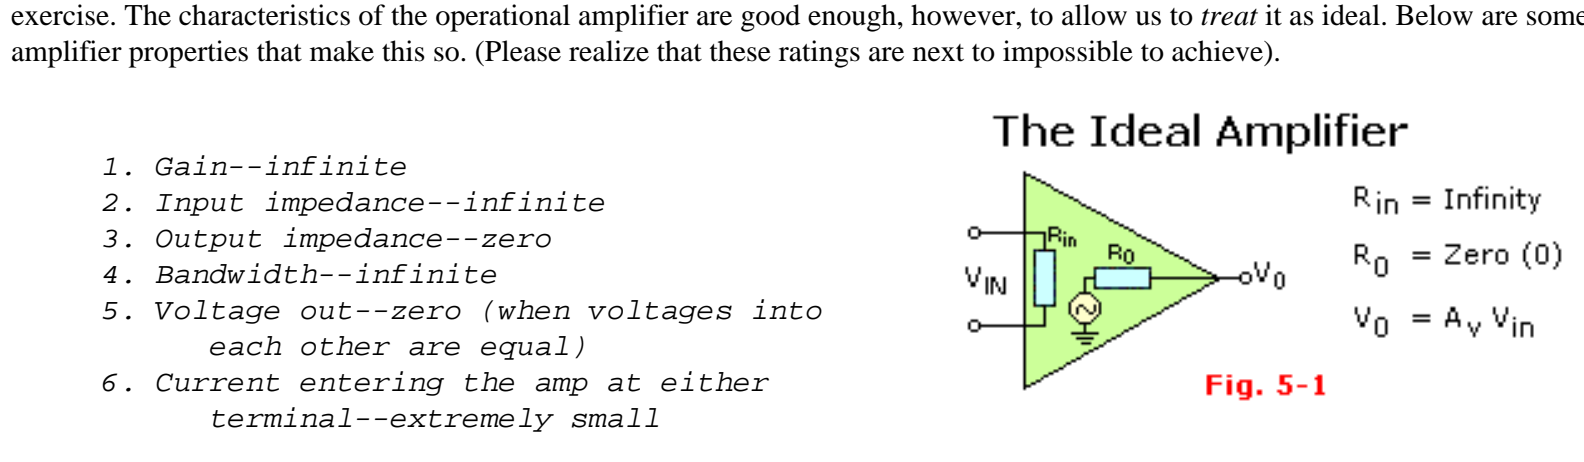 exercise. The characteristics of the operational amplifier are good enough, however, to allow us to treat it as ideal. Below are some
amplifier properties that make this so. (Please realize that these ratings are next to impossible to achieve).
The Ideal Amplifier
1. Gain--infinite
2. Input impedance--infinite
3. Output impedance--zero
4. Bandwidth--infinite
5. Voltage out--zero (when voltages into
each other are equal)
6. Current entering the amp at either
terminal--extremely small
Rin
R0
VIN
V0
Rin = Infinity
R0 = Zero (0)
V0 = Av Vin
Fig. 5-1